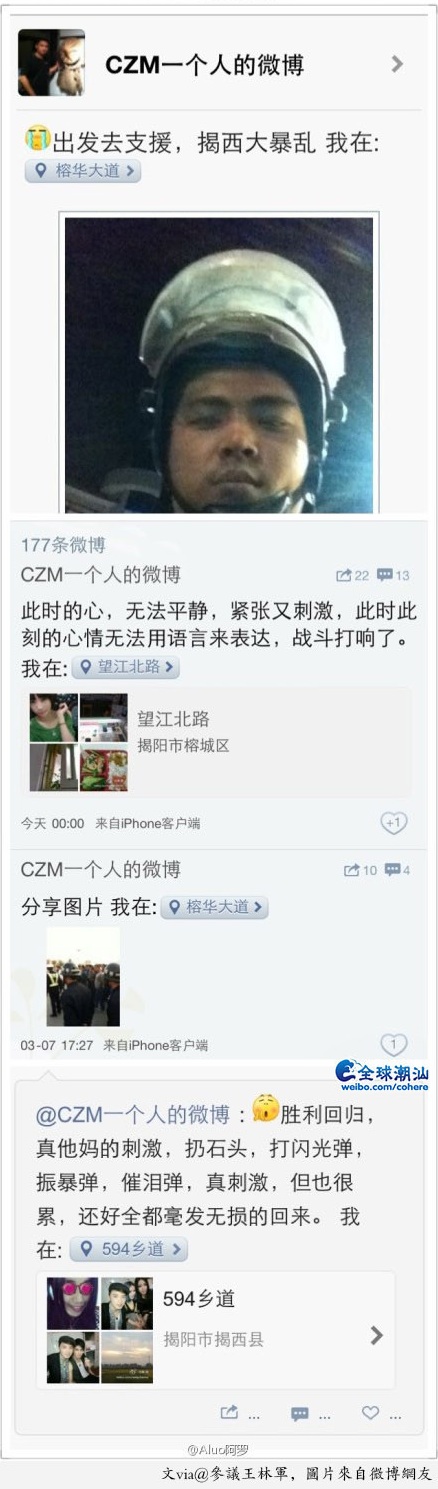 CZM一个人的微博
出发去支援，揭西大暴乱 我在:
榕华大道
177条微博
CZM一个人的微博 22 13
此时的心，无法平静，紧张又刺激，此时此
刻的心情无法用语言来表达，战斗打响了。
我在: 望江北路
望江北路
揭阳市榕城区
今天 00:00 来自iPhone客户端 +1
CZM一个人的微博 10 4
分享图片 我在: 榕华大道
03-07 17:27 来自iPhone客户端 1
全球潮汕
weibo.com/cohere
@CZM一个人的微博：胜利回归，
真他妈的刺激，扔石头，打闪光弹，
振暴弹，催泪弹，真刺激，但也很
累，还好全都毫发无损的回来。 我
在: 594乡道
594乡道
揭阳市揭西县
... ... ...
@Aluo阿罗
文via@參議王林軍，圖片來自微博網友